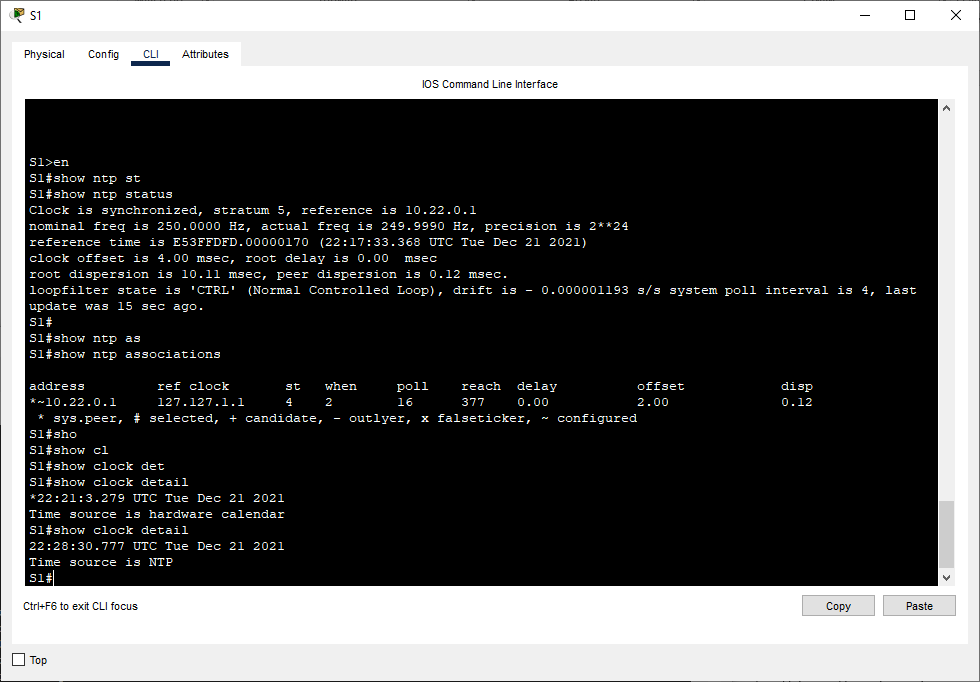 S1
Physical Config CLI Attributes
IOS Command Line Interface
S1>en
S1#show ntp st
S1#show ntp status
Clock is synchronized, stratum 5, reference is 10.22.0.1
nominal freq is 250.0000 Hz, actual freq is 249.9990 Hz, precision is 2**24
reference time is E53FFDFD.00000170 (22:17:33.368 UTC Tue Dec 21 2021)
clock offset is 4.00 msec, root delay is 0.00  msec
root dispersion is 10.11 msec, peer dispersion is 0.12 msec.
loopfilter state is 'CTRL' (Normal Controlled Loop), drift is - 0.000001193 s/s system poll interval is 4, last
update was 15 sec ago.
S1#
S1#show ntp as
S1#show ntp associations
address         ref clock       st   when     poll    reach  delay          offset            disp
*~10.22.0.1     127.127.1.1     4    2        16      377    0.00           2.00              0.12
 * sys.peer, # selected, + candidate, - outlyer, x falseticker, ~ configured
S1#sho
S1#show cl
S1#show clock det
S1#show clock detail
*22:21:3.279 UTC Tue Dec 21 2021
Time source is hardware calendar
S1#show clock detail
22:28:30.777 UTC Tue Dec 21 2021
Time source is NTP
S1#
Ctrl+F6 to exit CLI focus
Copy Paste
Top